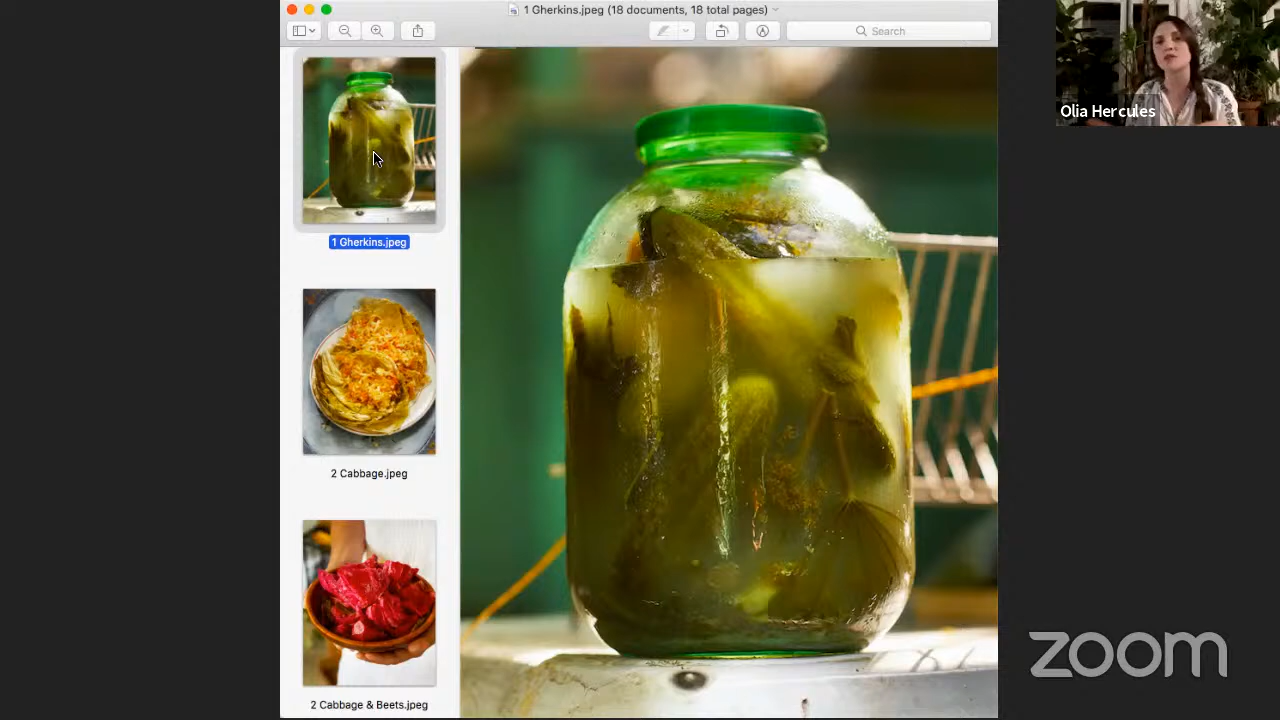 1 Gherkins.jpeg (18 documents, 18 total pages)
Search
Olia Hercules
1 Gherkins.jpeg
2 Cabbage.jpeg
2 Cabbage & Beets.jpeg
zoom